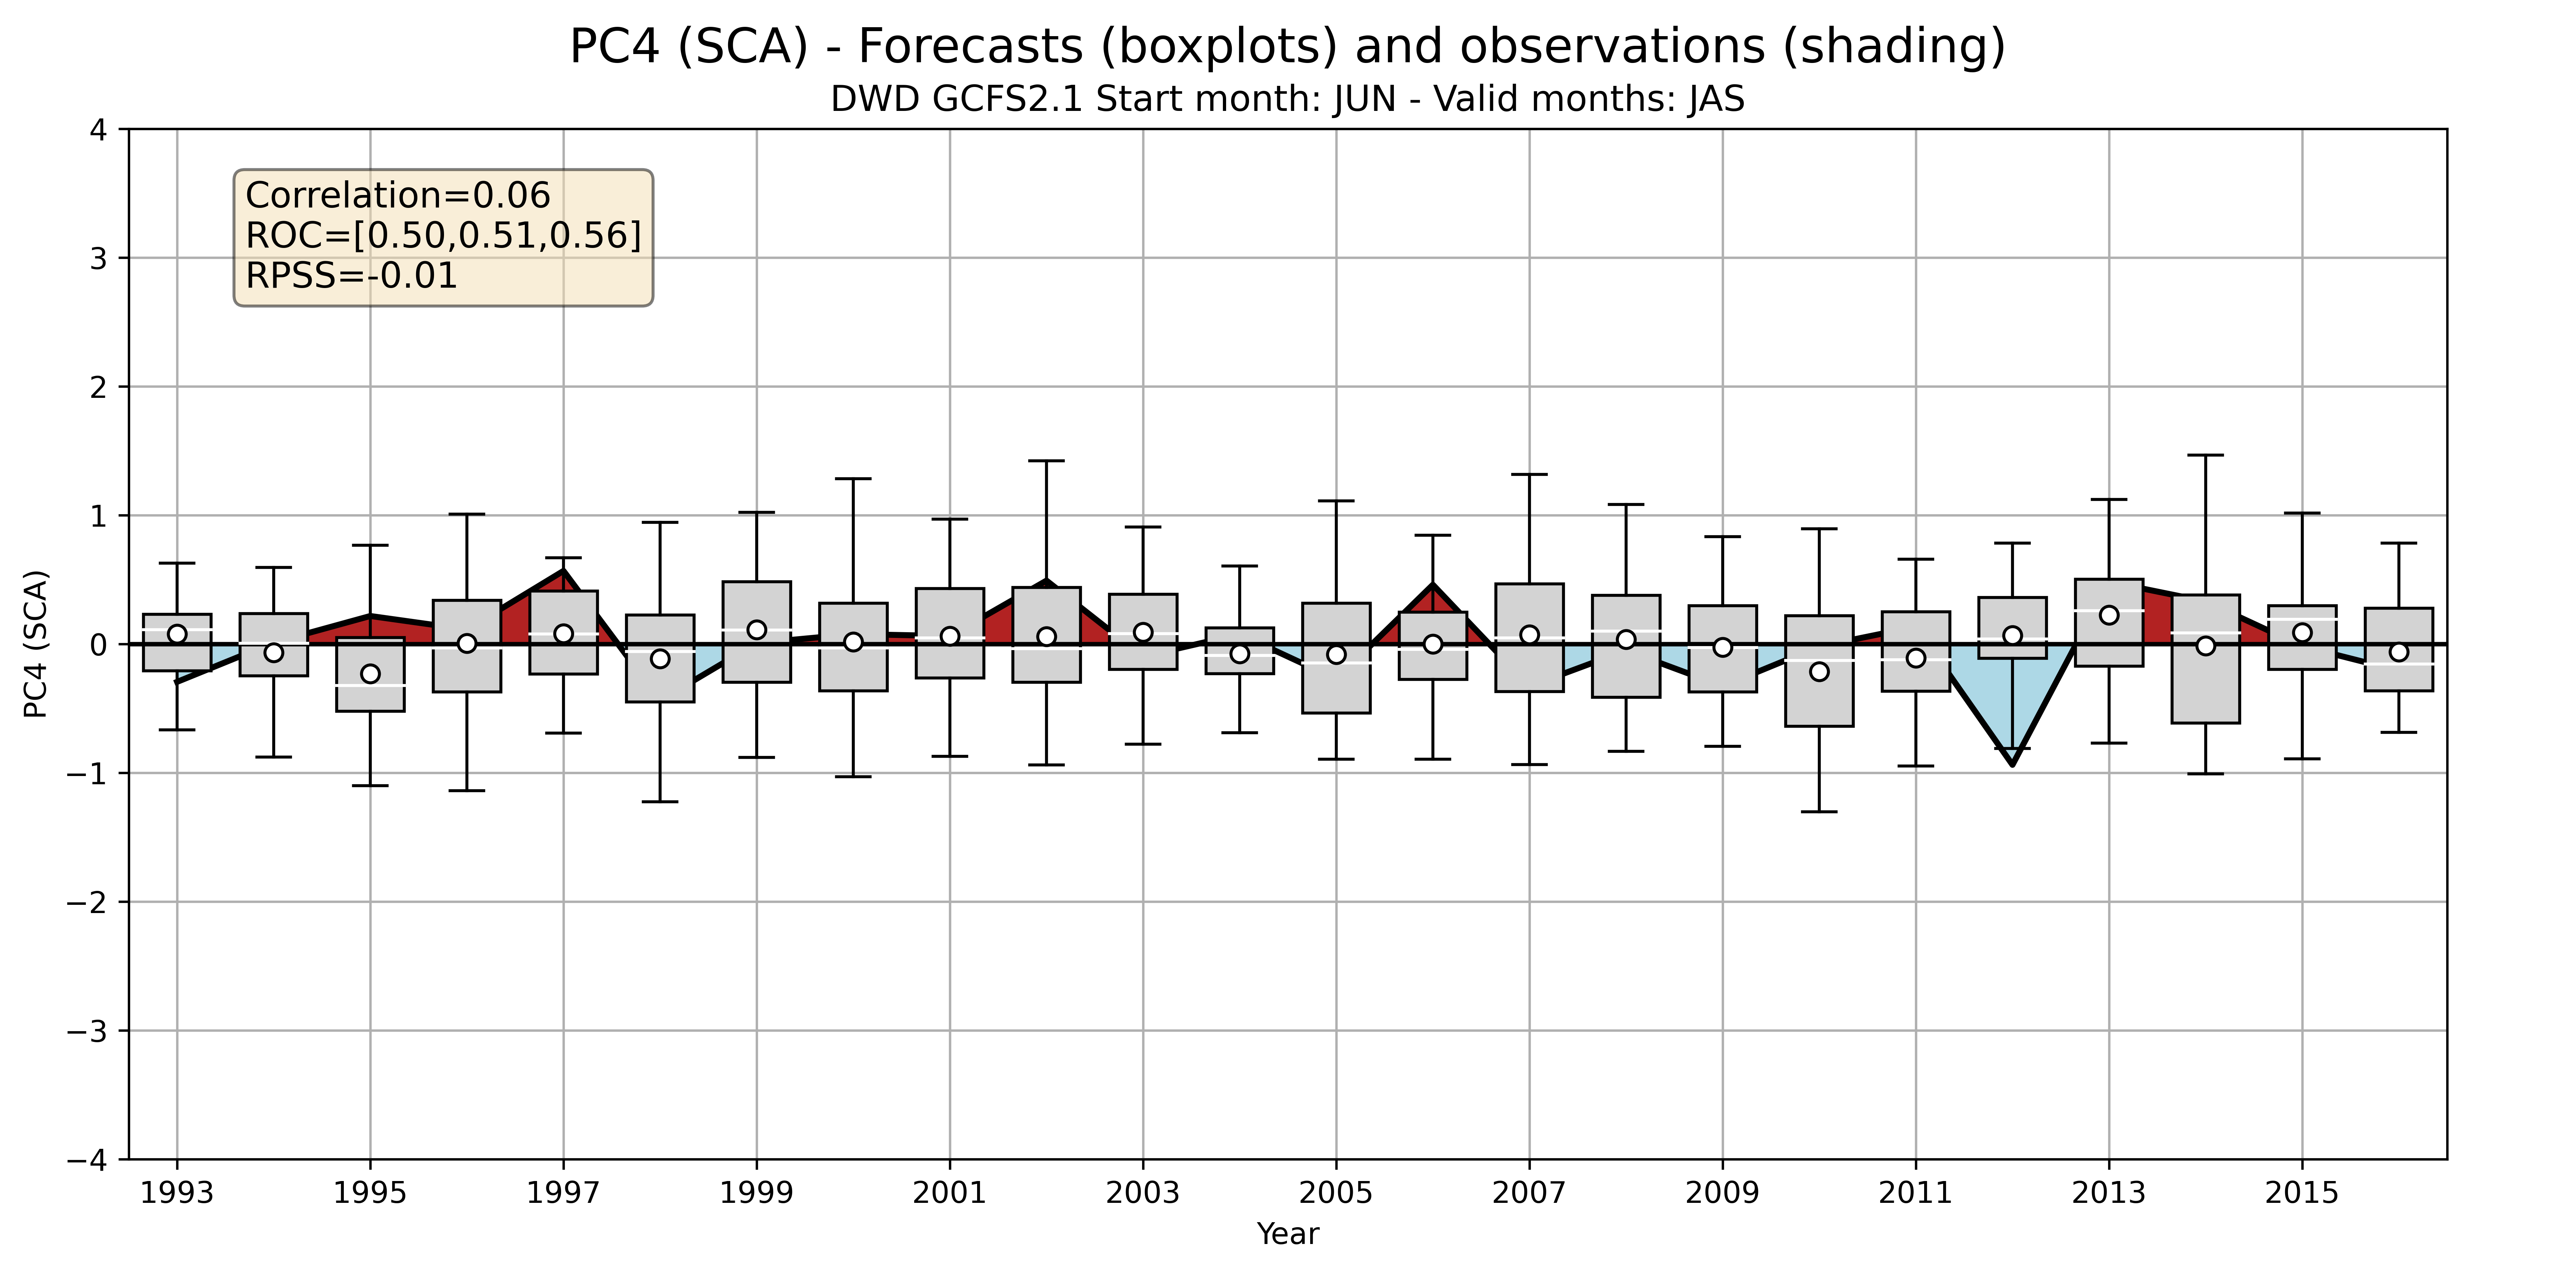 PC4 (SCA) - Forecasts (boxplots) and observations (shading)
DWD GCFS2.1 Start month: JUN - Valid months: JAS
Correlation=0.06
ROC=[0.50,0.51,0.56]
RPSS=-0.01
PC4 (SCA)
4
3
2
1
0
−1
−2
−3
−4
1993 1995 1997 1999 2001 2003 2005 2007 2009 2011 2013 2015
Year